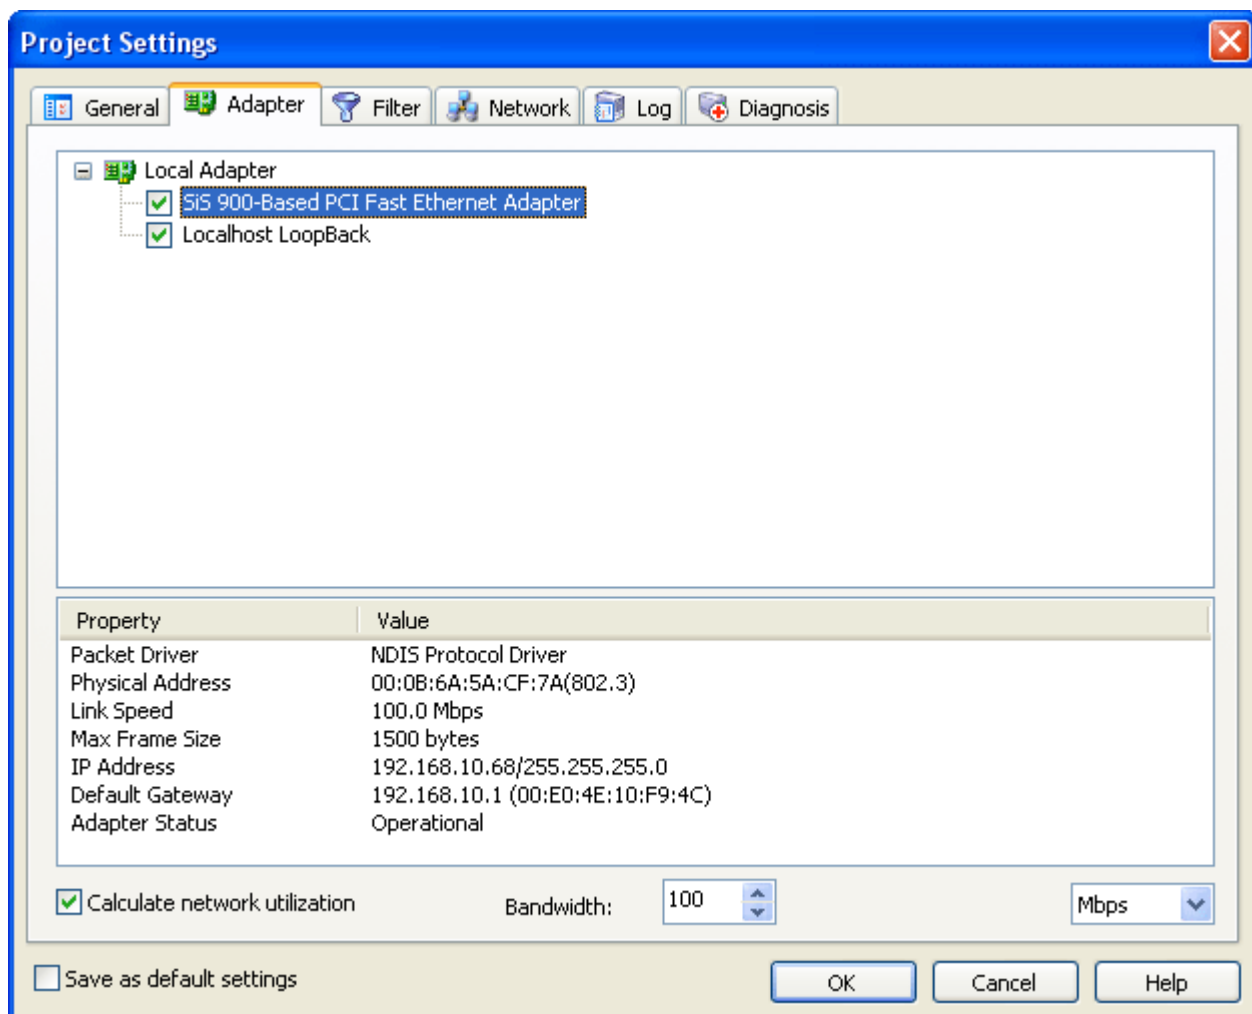 Project Settings
General Adapter Filter Network Log Diagnosis
Local Adapter
SiS 900-Based PCI Fast Ethernet Adapter
Localhost LoopBack
Property Value
Packet Driver NDIS Protocol Driver
Physical Address 00:0B:6A:5A:CF:7A(802.3)
Link Speed 100.0 Mbps
Max Frame Size 1500 bytes
IP Address 192.168.10.68/255.255.255.0
Default Gateway 192.168.10.1 (00:E0:4E:10:F9:4C)
Adapter Status Operational
Calculate network utilization Bandwidth: 100 Mbps
Save as default settings OK Cancel Help